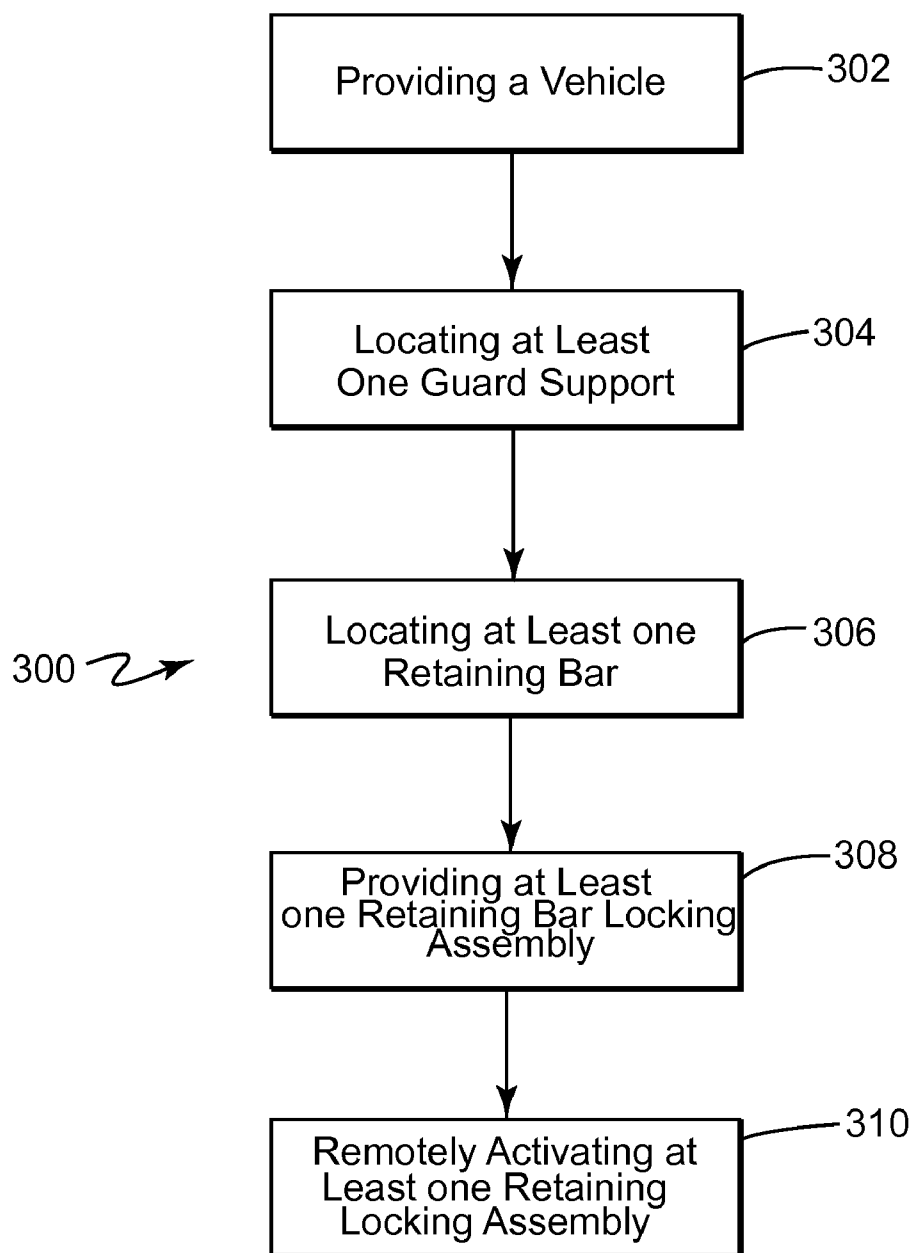 Providing a Vehicle
302
Locating at Least
One Guard Support
304
Locating at Least one
Retaining Bar
306
300
Providing at Least
one Retaining Bar Locking
Assembly
308
Remotely Activating at
Least one Retaining
Locking Assembly
310